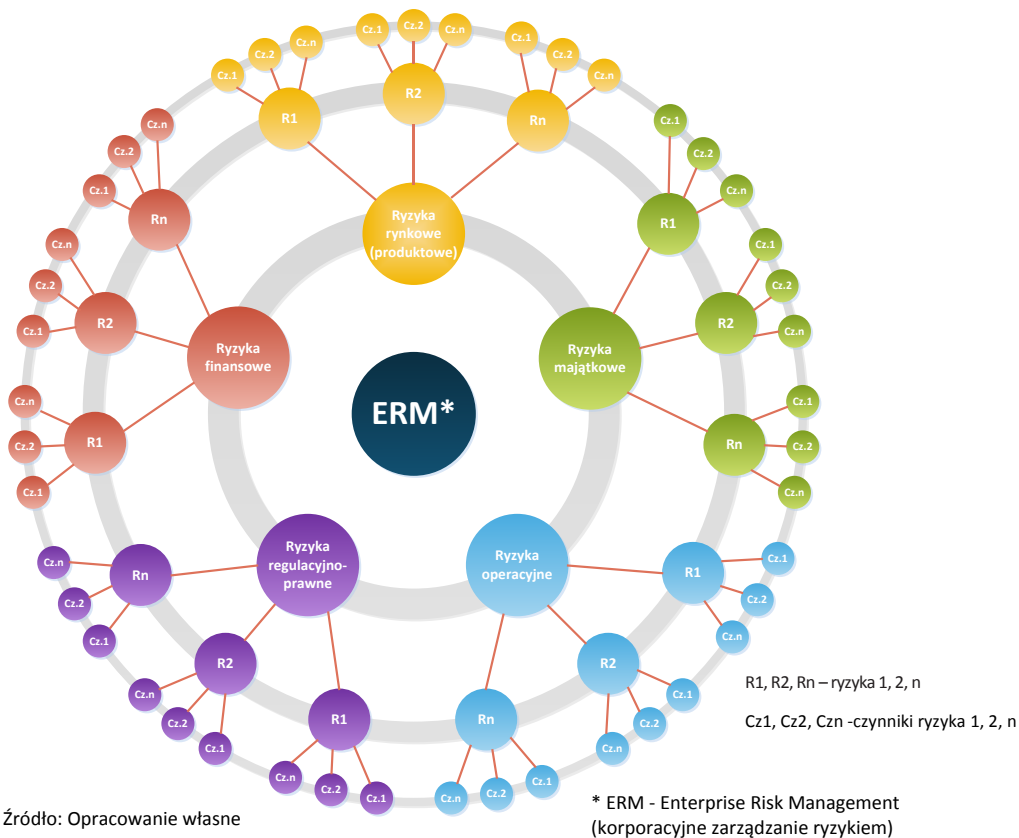 Cz.1
Cz.2
Cz.n
R1
Cz.1
Cz.2
Cz.n
R2
Cz.1
Cz.2
Cz.n
Rn
Ryzyka
rynkowe
(produktowe)
Cz.1
Cz.2
Cz.n
R1
Cz.1
Cz.2
Cz.n
R2
Cz.1
Cz.2
Cz.n
Rn
Ryzyka
majątkowe
Cz.1
Cz.2
Cz.n
R1
Cz.1
Cz.2
Cz.n
R2
Cz.1
Cz.2
Cz.n
Rn
Ryzyka
operacyjne
Cz.1
Cz.2
Cz.n
R1
Cz.1
Cz.2
Cz.n
R2
Cz.1
Cz.2
Cz.n
Rn
Ryzyka
regulacyjno-
prawne
Cz.1
Cz.2
Cz.n
R1
Cz.1
Cz.2
Cz.n
R2
Cz.1
Cz.2
Cz.n
Rn
Ryzyka
finansowe
ERM*
R1, R2, Rn – ryzyka 1, 2, n
Cz1, Cz2, Czn -czynniki ryzyka 1, 2, n
* ERM - Enterprise Risk Management
(korporacyjne zarządzanie ryzykiem)
Źródło: Opracowanie własne